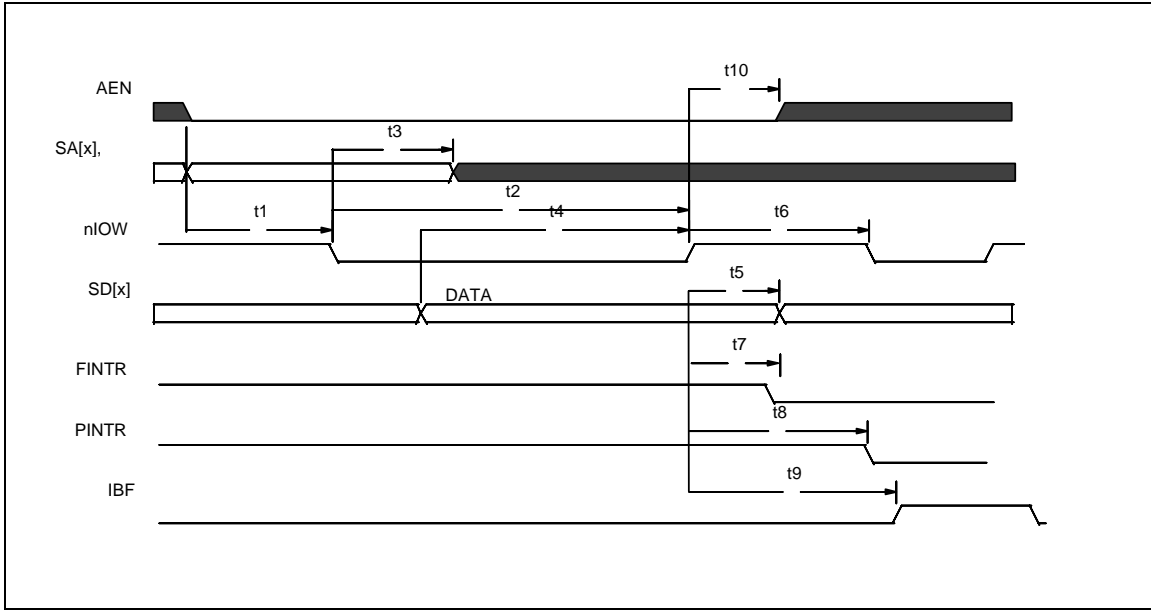 t10
AEN
t3
SA[x],
t2
t1
t4
t6
nIOW
t5
SD[x]
DATA
t7
FINTR
t8
PINTR
t9
IBF